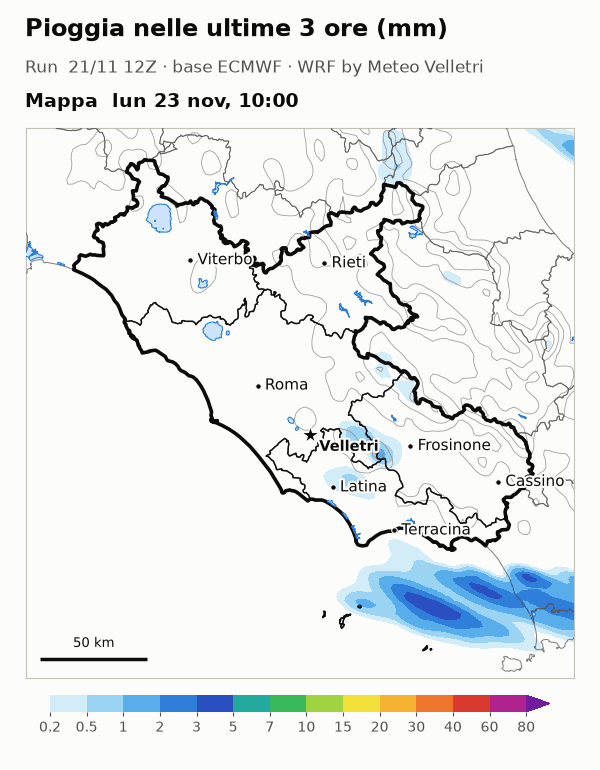 Pioggia nelle ultime 3 ore (mm)
Run  21/11 12Z · base ECMWF · WRF by Meteo Velletri
Mappa  lun 23 nov, 10:00
Viterbo
Rieti
Roma
Velletri
Frosinone
Latina
Cassino
Terracina
50 km
0.2 0.5 1 2 3 5 7 10 15 20 30 40 60 80